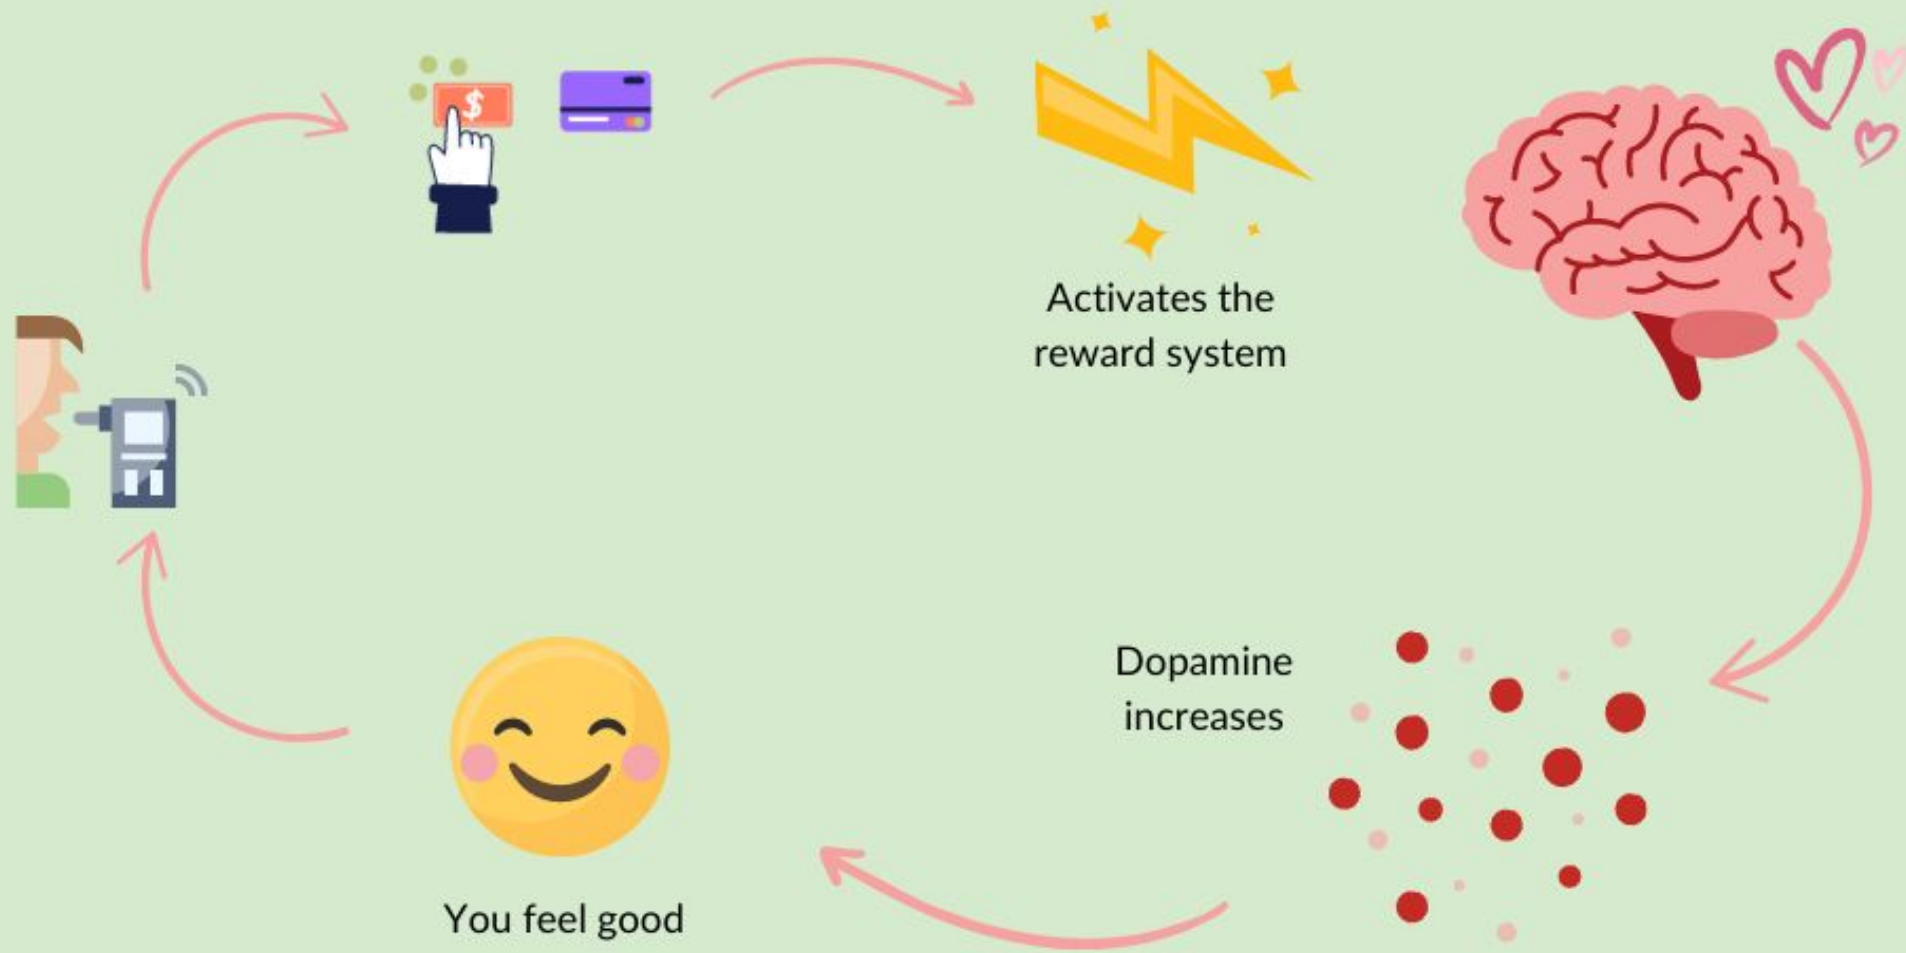 $
Activates the
reward system
Dopamine
increases
You feel good